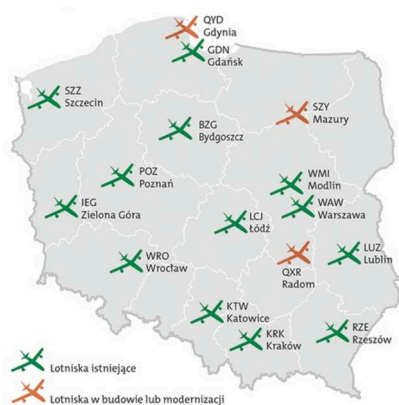 QYD
Gdynia
GDN
Gdańsk
SZZ
Szczecin
SZY
Mazury
BZG
Bydgoszcz
POZ
Poznań
WMI
Modlin
IEG
Zielona Góra
WAW
Warszawa
LCJ
Łódź
LUZ
Lublin
WRO
Wrocław
QXR
Radom
KTW
Katowice
KRK
Kraków
RZE
Rzeszów
Lotniska istniejące
Lotniska w budowie lub modernizacji